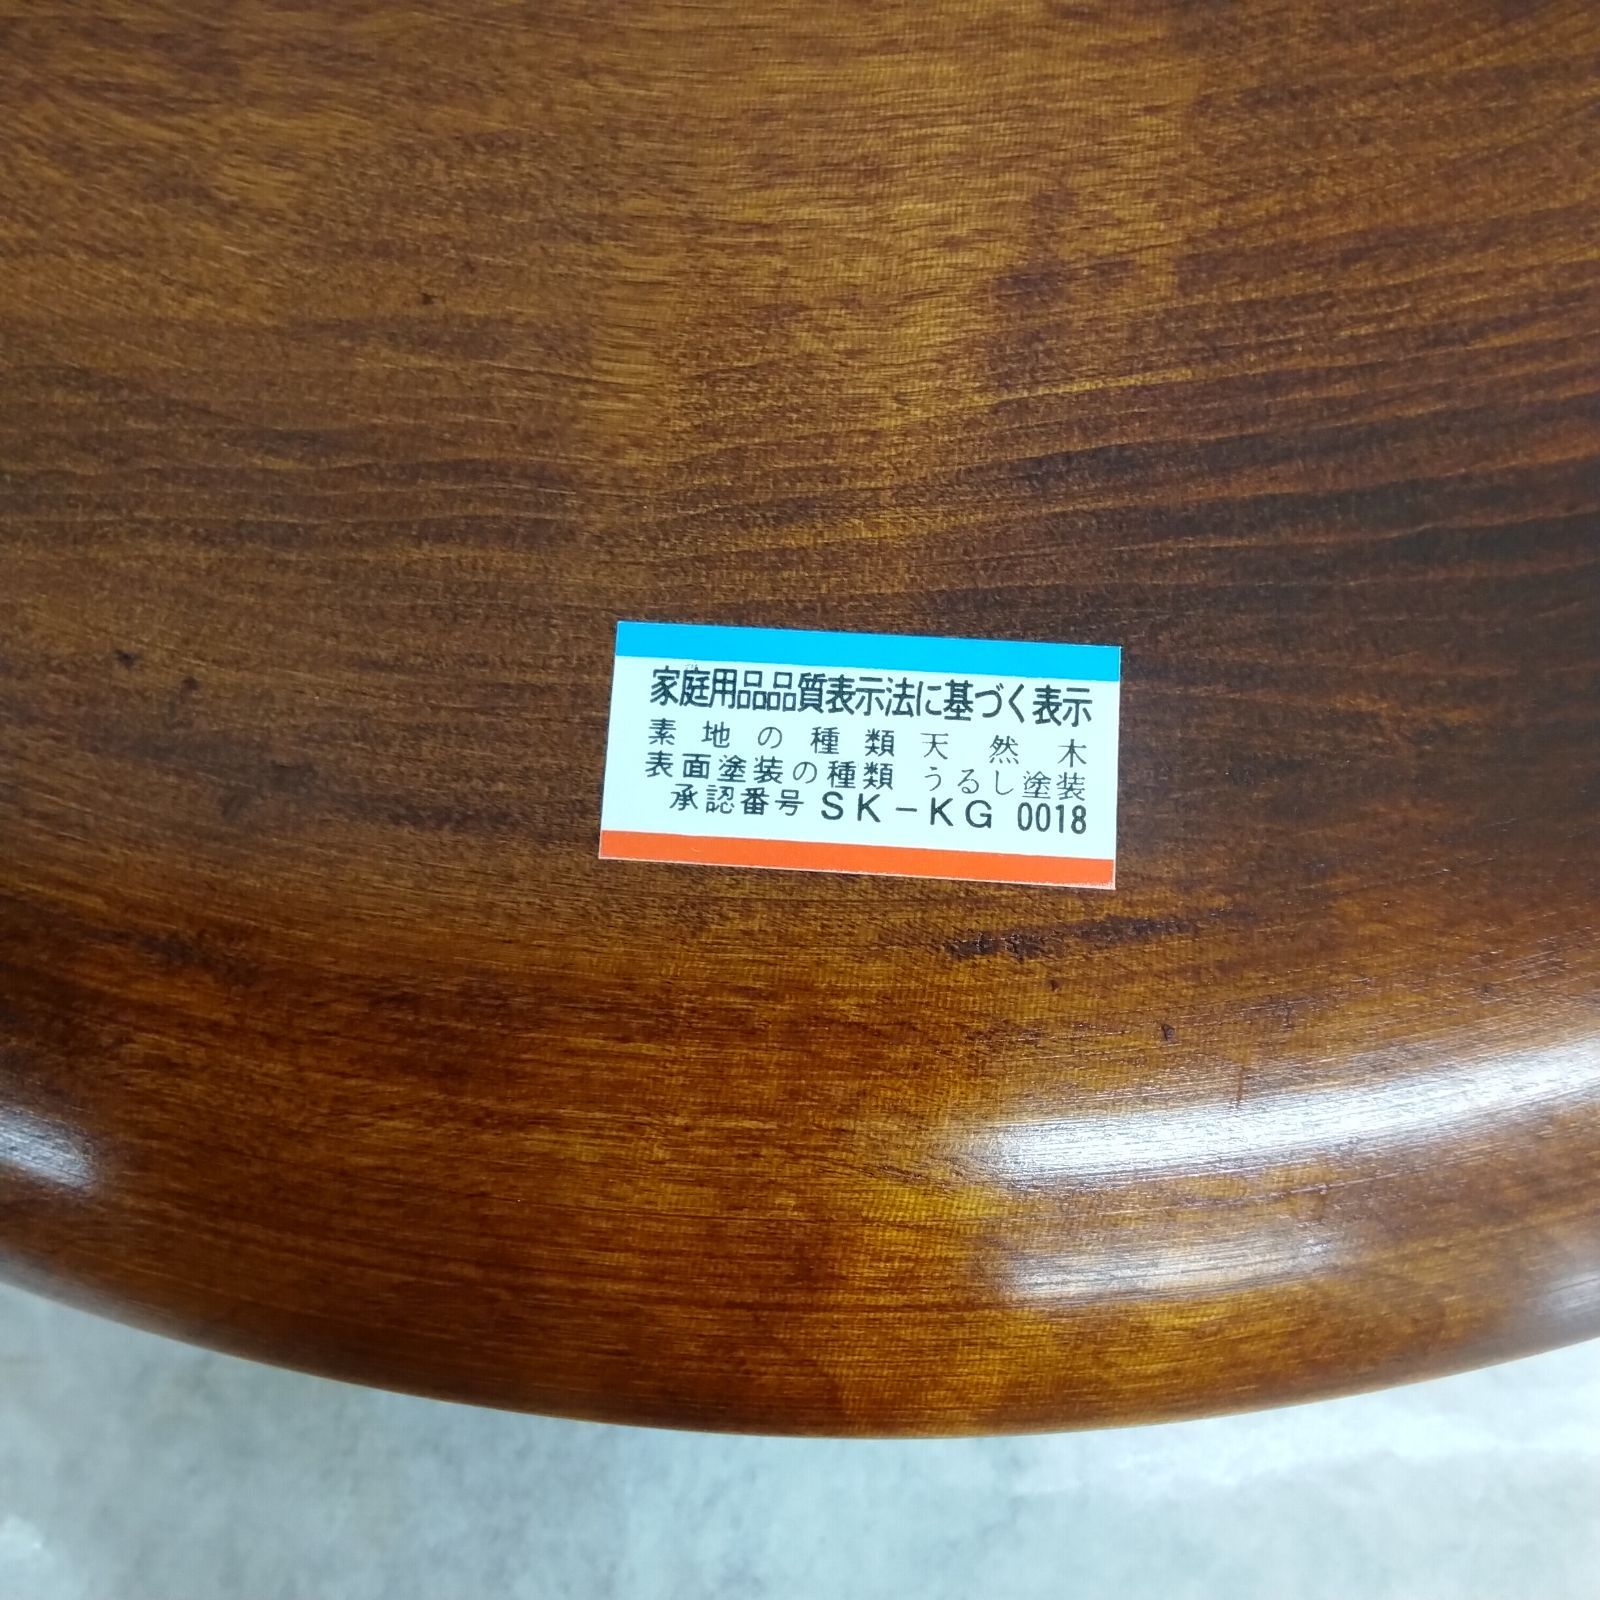 家庭用品品質表示法に基づく表示
素地の種類 天然木
表面塗装の種類 うるし塗装
承認番号 SK-KG 0018